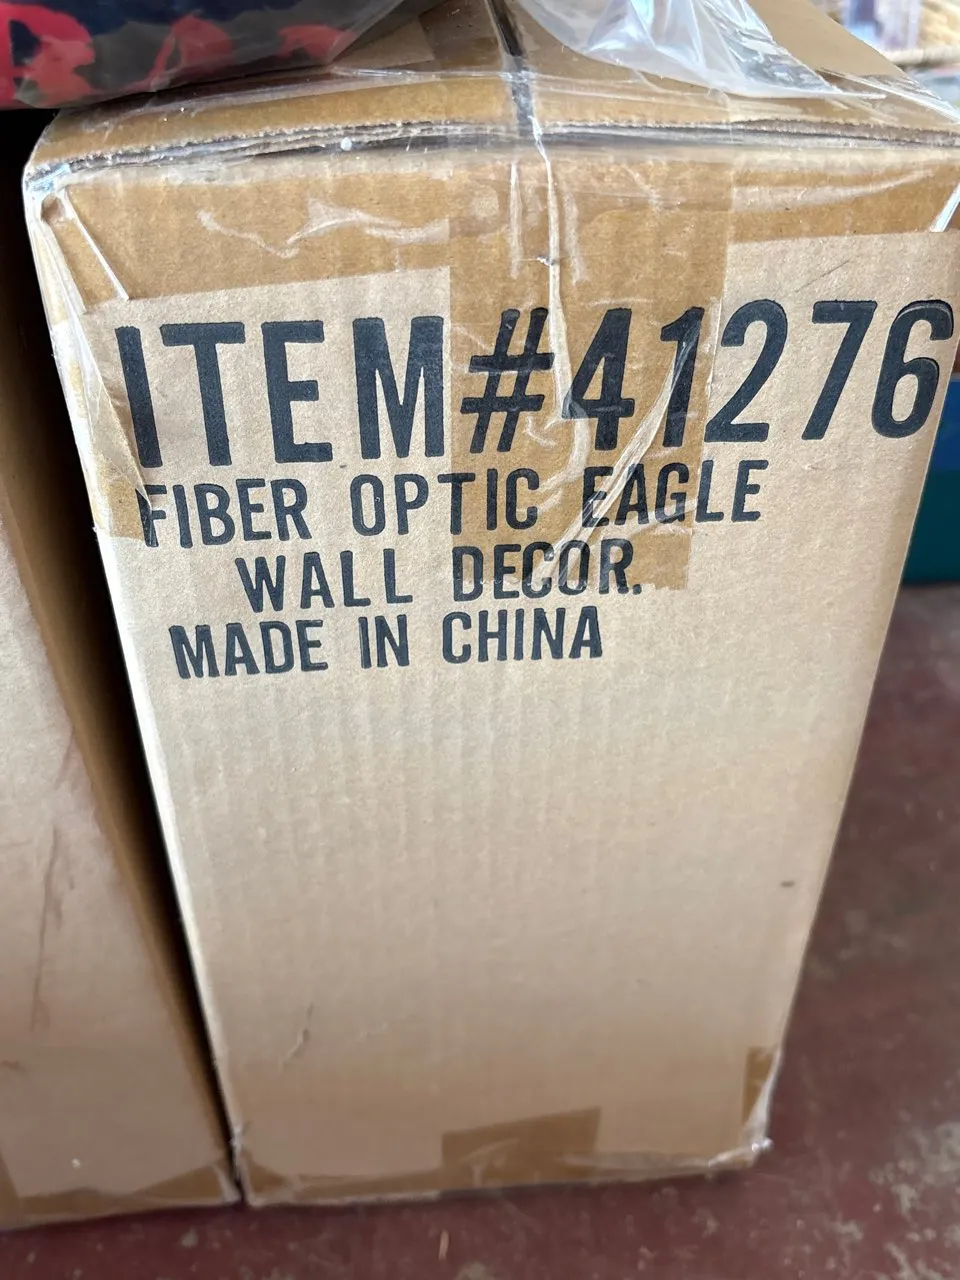 ITEM#41276
FIBER OPTIC EAGLE
WALL DECOR.
MADE IN CHINA